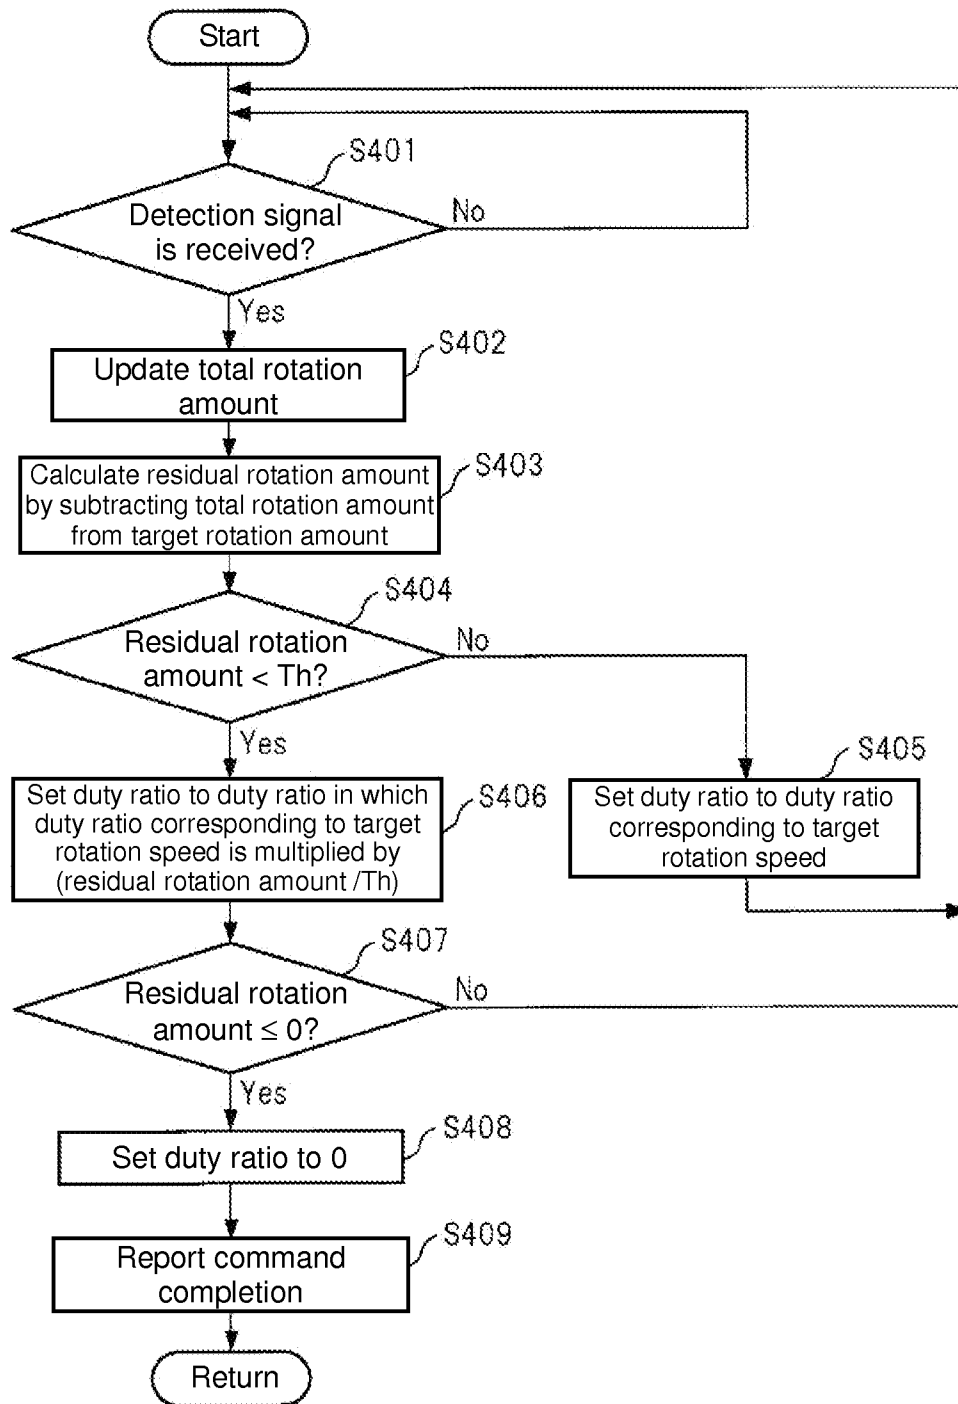 Start
S401
Detection signal
is received?
No
Yes
S402
Update total rotation
amount
S403
Calculate residual rotation amount
by subtracting total rotation amount
from target rotation amount
S404
Residual rotation
amount < Th?
No
Yes
S405
Set duty ratio to duty ratio
corresponding to target
rotation speed
S406
Set duty ratio to duty ratio in which
duty ratio corresponding to target
rotation speed is multiplied by
(residual rotation amount /Th)
S407
Residual rotation
amount ≤ 0?
No
Yes
S408
Set duty ratio to 0
S409
Report command
completion
Return